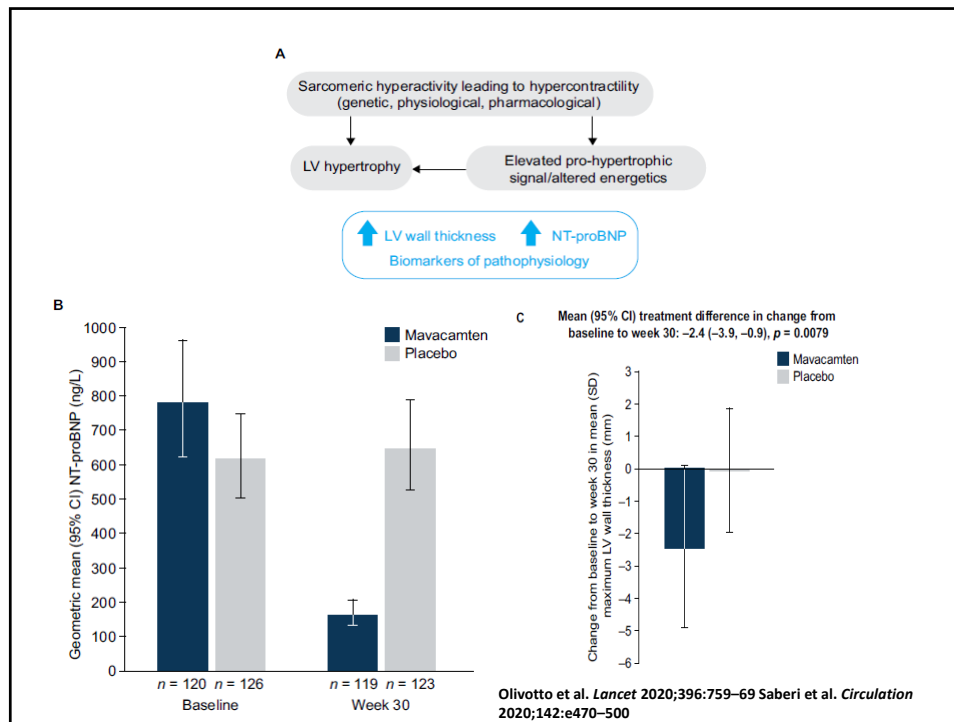 A
Sarcomeric hyperactivity leading to hypercontractility
(genetic, physiological, pharmacological)
LV hypertrophy
Elevated pro-hypertrophic
signal/altered energetics
LV wall thickness
NT-proBNP
Biomarkers of pathophysiology
B
Geometric mean (95% CI) NT-proBNP (ng/L)
1000
900
800
700
600
500
400
300
200
100
0
Mavacamten
Placebo
n = 120 n = 126
Baseline
n = 119 n = 123
Week 30
C
Mean (95% CI) treatment difference in change from
baseline to week 30: –2.4 (–3.9, –0.9), p = 0.0079
Mavacamten
Placebo
Change from baseline to week 30 in mean (SD)
maximum LV wall thickness (mm)
3
2
1
0
–1
–2
–3
–4
–5
–6
Olivotto et al. Lancet 2020;396:759–69 Saberi et al. Circulation
2020;142:e470–500